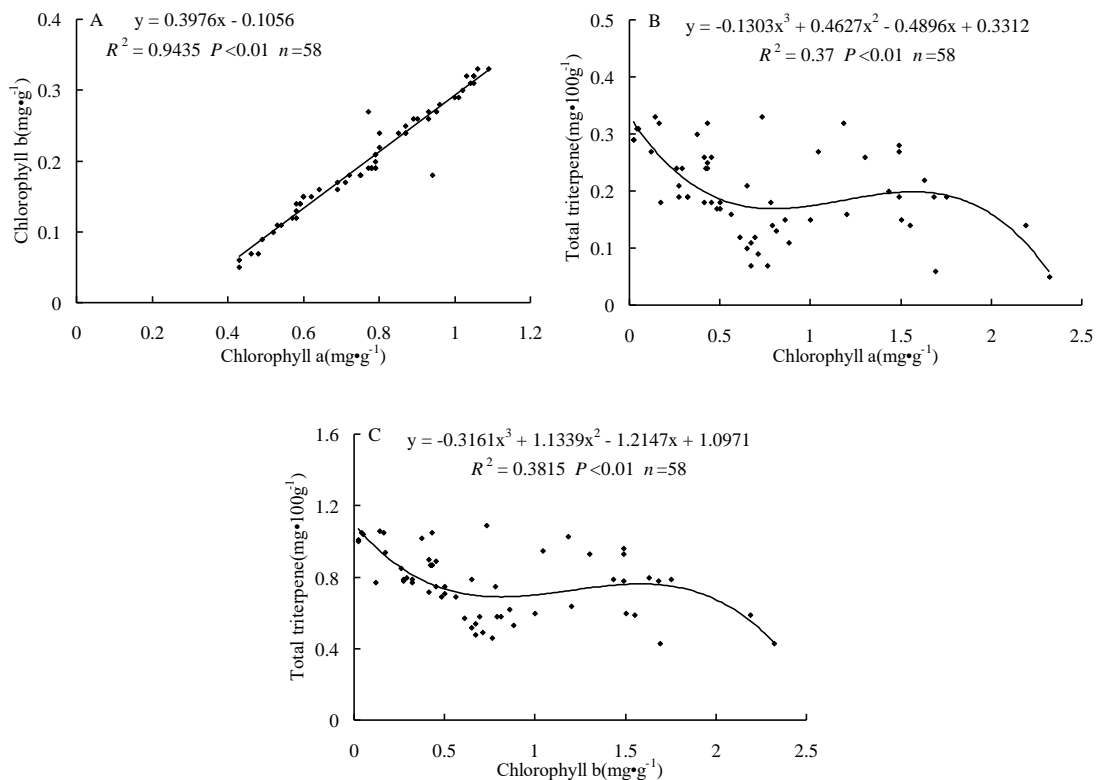 A
y = 0.3976x - 0.1056
R² = 0.9435 P<0.01 n=58
Chlorophyll b(mg•g⁻¹)
0.4
0.3
0.2
0.1
0
0 0.2 0.4 0.6 0.8 1 1.2
Chlorophyll a(mg•g⁻¹)
B
y = -0.1303x³ + 0.4627x² - 0.4896x + 0.3312
R² = 0.37 P<0.01 n=58
Total triterpene(mg•100g⁻¹)
0.5
0.4
0.3
0.2
0.1
0
0 0.5 1 1.5 2 2.5
Chlorophyll a(mg•g⁻¹)
C
y = -0.3161x³ + 1.1339x² - 1.2147x + 1.0971
R² = 0.3815 P<0.01 n=58
Total triterpene(mg•100g⁻¹)
1.6
1.2
0.8
0.4
0
0 0.5 1 1.5 2 2.5
Chlorophyll b(mg•g⁻¹)